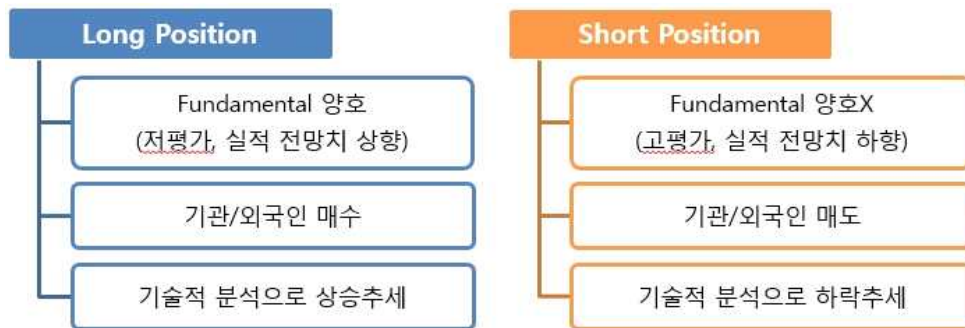 Long Position
Fundamental 양호
(저평가, 실적 전망치 상향)
기관/외국인 매수
기술적 분석으로 상승추세
Short Position
Fundamental 양호X
(고평가, 실적 전망치 하향)
기관/외국인 매도
기술적 분석으로 하락추세